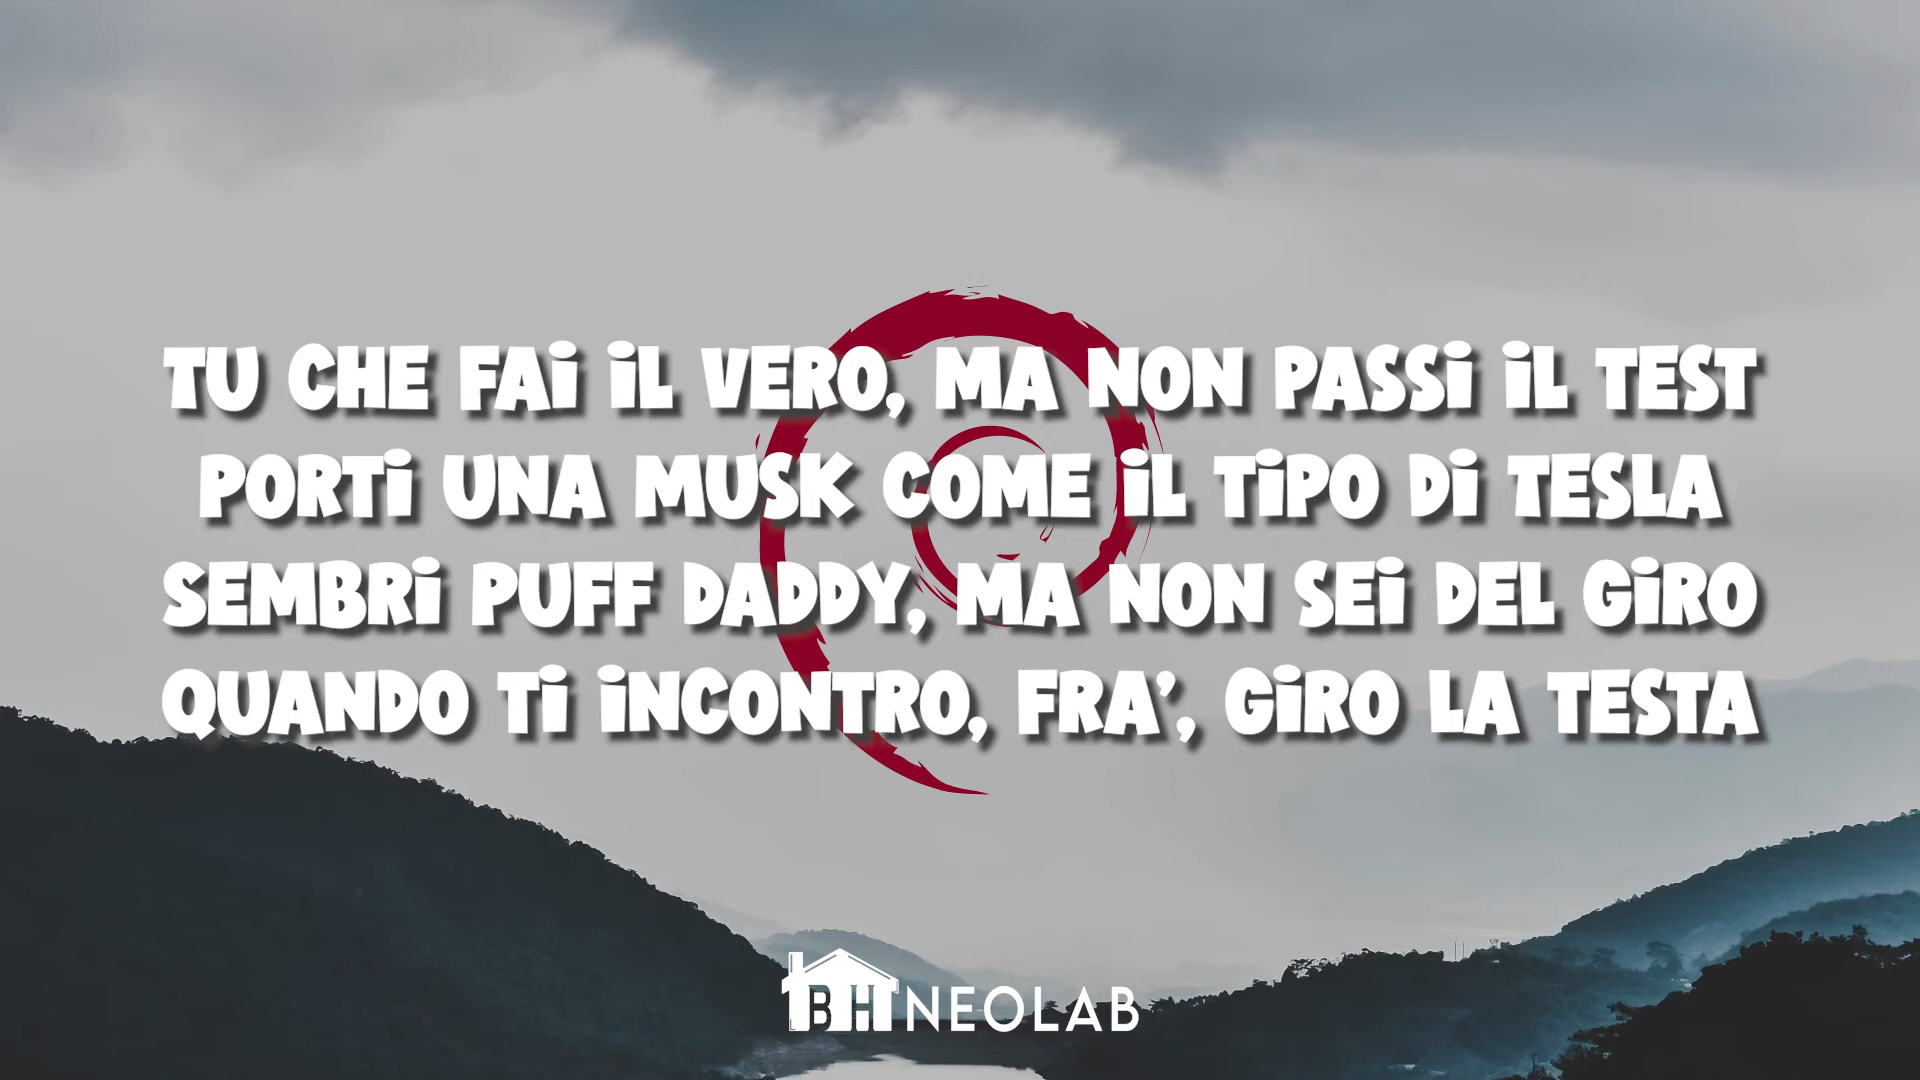 TU CHE FAi iL VERO, MA NON PASSi iL TEST
PORTi UNA MUSK COME iL TiPO Di TESLA
SEMBRi PUFF DADDY, MA NON SEi DEL GiRO
QUANDO Ti iNCONTRO, FRA', GiRO LA TESTA
BH NEOLAB